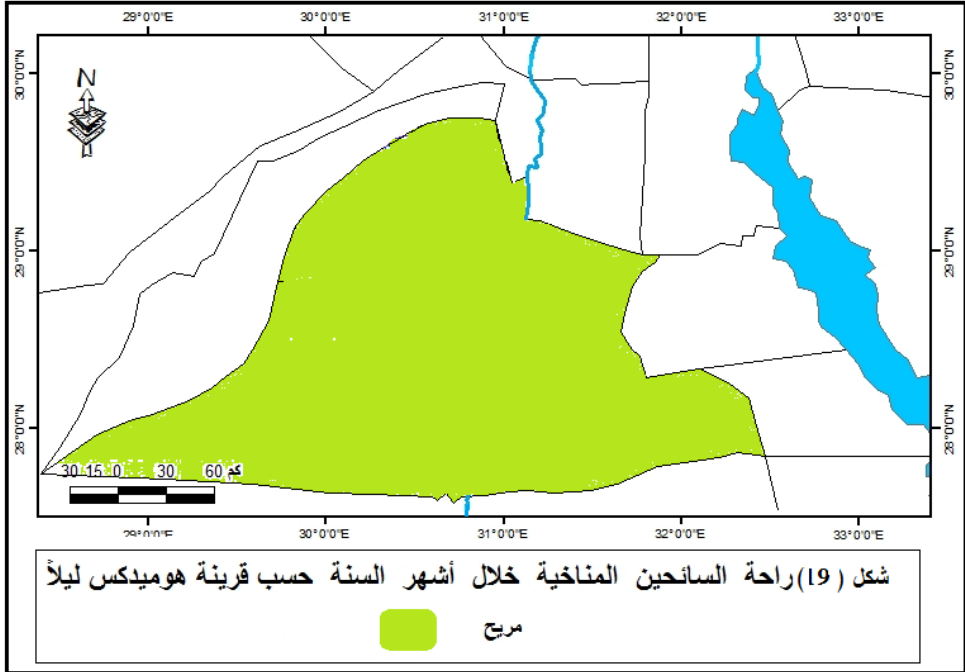 29°0'0"E 30°0'0"E 31°0'0"E 32°0'0"E 33°0'0"E
N
30°0'0"N 30°0'0"N
29°0'0"N 29°0'0"N
28°0'0"N 28°0'0"N
30 15 0 30 60 كم
29°0'0"E 30°0'0"E 31°0'0"E 32°0'0"E 33°0'0"E
شكل (19) راحة السائحين المناخية خلال أشهر السنة حسب قرينة هوميدكس ليلاً
مريح